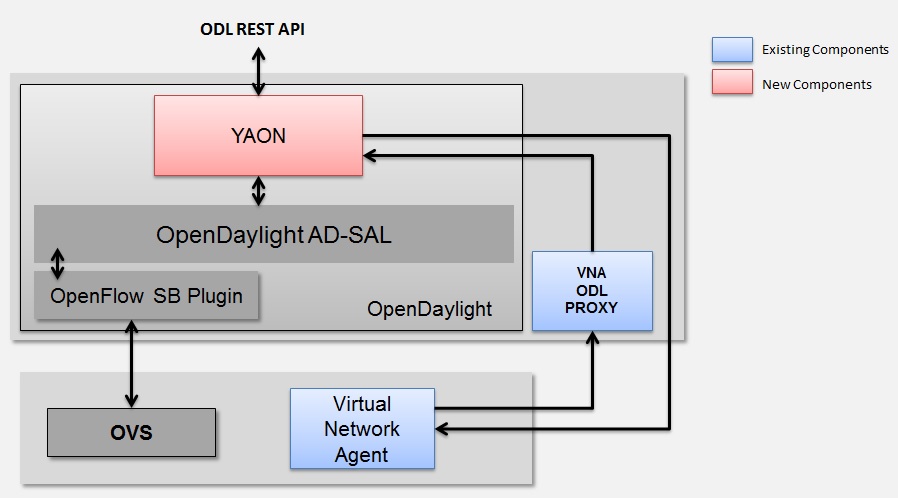 ODL REST API
Existing Components
New Components
YAON
OpenDaylight AD-SAL
OpenFlow SB Plugin
OpenDaylight
VNA
ODL
PROXY
OVS
Virtual
Network
Agent